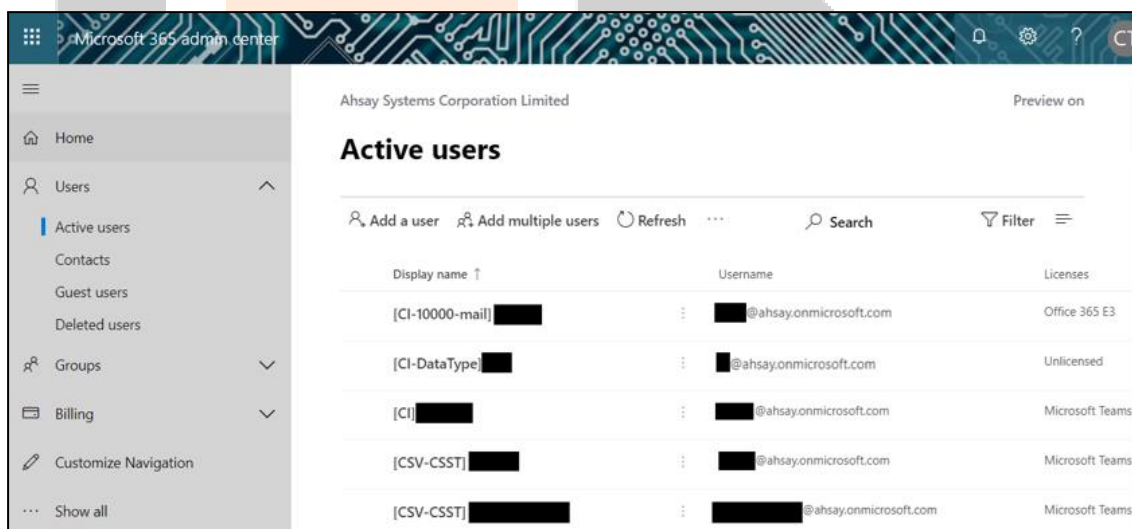 Microsoft 365 admin center
?
CT
Ahsay Systems Corporation Limited
Preview on
Home
Active users
Users
Active users
Contacts
Guest users
Deleted users
Groups
Billing
Customize Navigation
Show all
Add a user Add multiple users Refresh ... Search Filter
Display name ↑ Username Licenses
[CI-10000-mail] @ahsay.onmicrosoft.com Office 365 E3
[CI-DataType] @ahsay.onmicrosoft.com Unlicensed
[CI] @ahsay.onmicrosoft.com Microsoft Teams
[CSV-CSST] @ahsay.onmicrosoft.com Microsoft Teams
[CSV-CSST] @ahsay.onmicrosoft.com Microsoft Teams